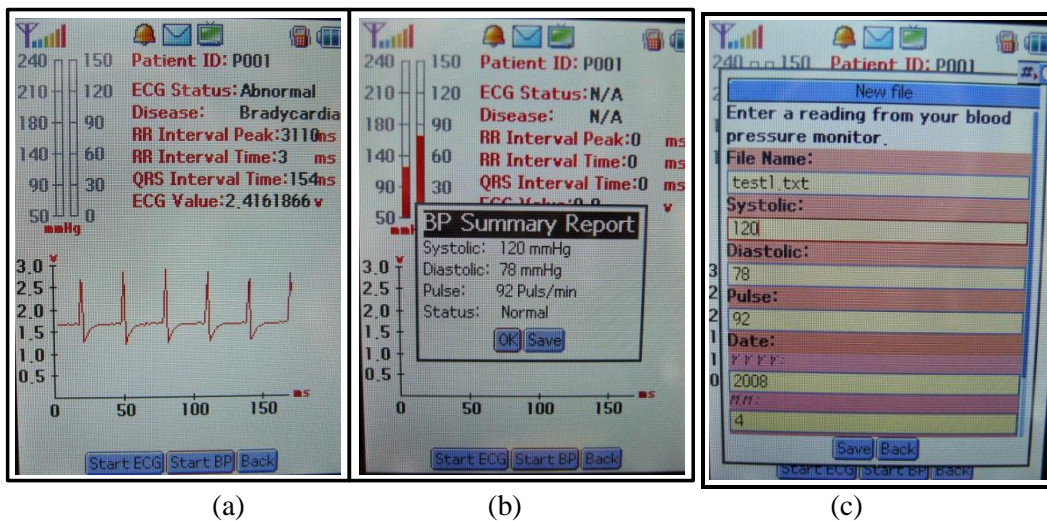 240 150 Patient ID: P001
210 120 ECG Status: Abnormal
Disease: Bradycardia
180 90 RR Interval Peak:3110ms
140 60 RR Interval Time:3 ms
90 30 QRS Interval Time:154ms
ECG Value:2.4161866 v
50 0
mmHg
v
3.0
2.5
2.0
1.5
1.0
0.5
ms
0 50 100 150
Start ECG Start BP Back
(a)
240 150 Patient ID: P001
210 120 ECG Status:N/A
Disease: N/A
180 90 RR Interval Peak:0 ms
140 60 RR Interval Time:0 ms
90 30 QRS Interval Time:0 ms
ECG Value:0.0 v
50
BP Summary Report
Systolic: 120 mmHg
Diastolic: 78 mmHg
Pulse: 92 Puls/min
Status: Normal
OK Save
v
3.0
2.5
2.0
1.5
1.0
0.5
ms
0 50 100 150
Start ECG Start BP Back
(b)
240 150 Patient ID: P001
New file
Enter a reading from your blood
pressure monitor.
File Name:
test1.txt
Systolic:
120
Diastolic:
78
Pulse:
92
Date:
YYYY:
2008
MM:
4
Save Back
Start ECG Start BP Back
(c)